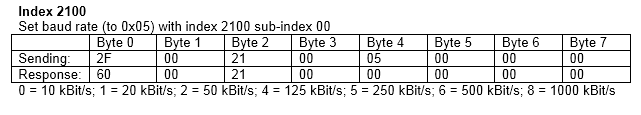 Index 2100
Set baud rate (to 0x05) with index 2100 sub-index 00
Byte 0 Byte 1 Byte 2 Byte 3 Byte 4 Byte 5 Byte 6 Byte 7
Sending: 2F 00 21 00 05 00 00 00
Response: 60 00 21 00 00 00 00 00
0 = 10 kBit/s; 1 = 20 kBit/s; 2 = 50 kBit/s; 4 = 125 kBit/s; 5 = 250 kBit/s; 6 = 500 kBit/s; 8 = 1000 kBit/s